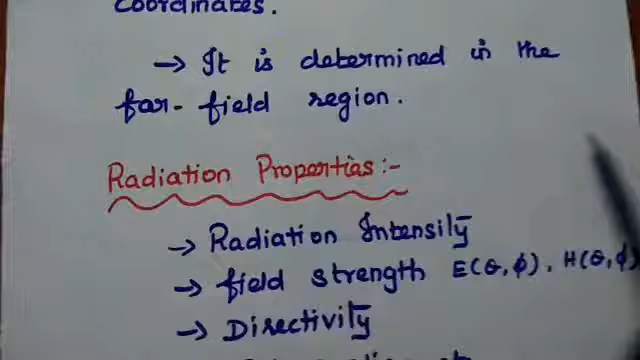 coordinates.
→ It is determined in the
far-field region.
Radiation Properties:-
→ Radiation Intensity
→ field strength E(θ,φ), H(θ,φ)
→ Directivity